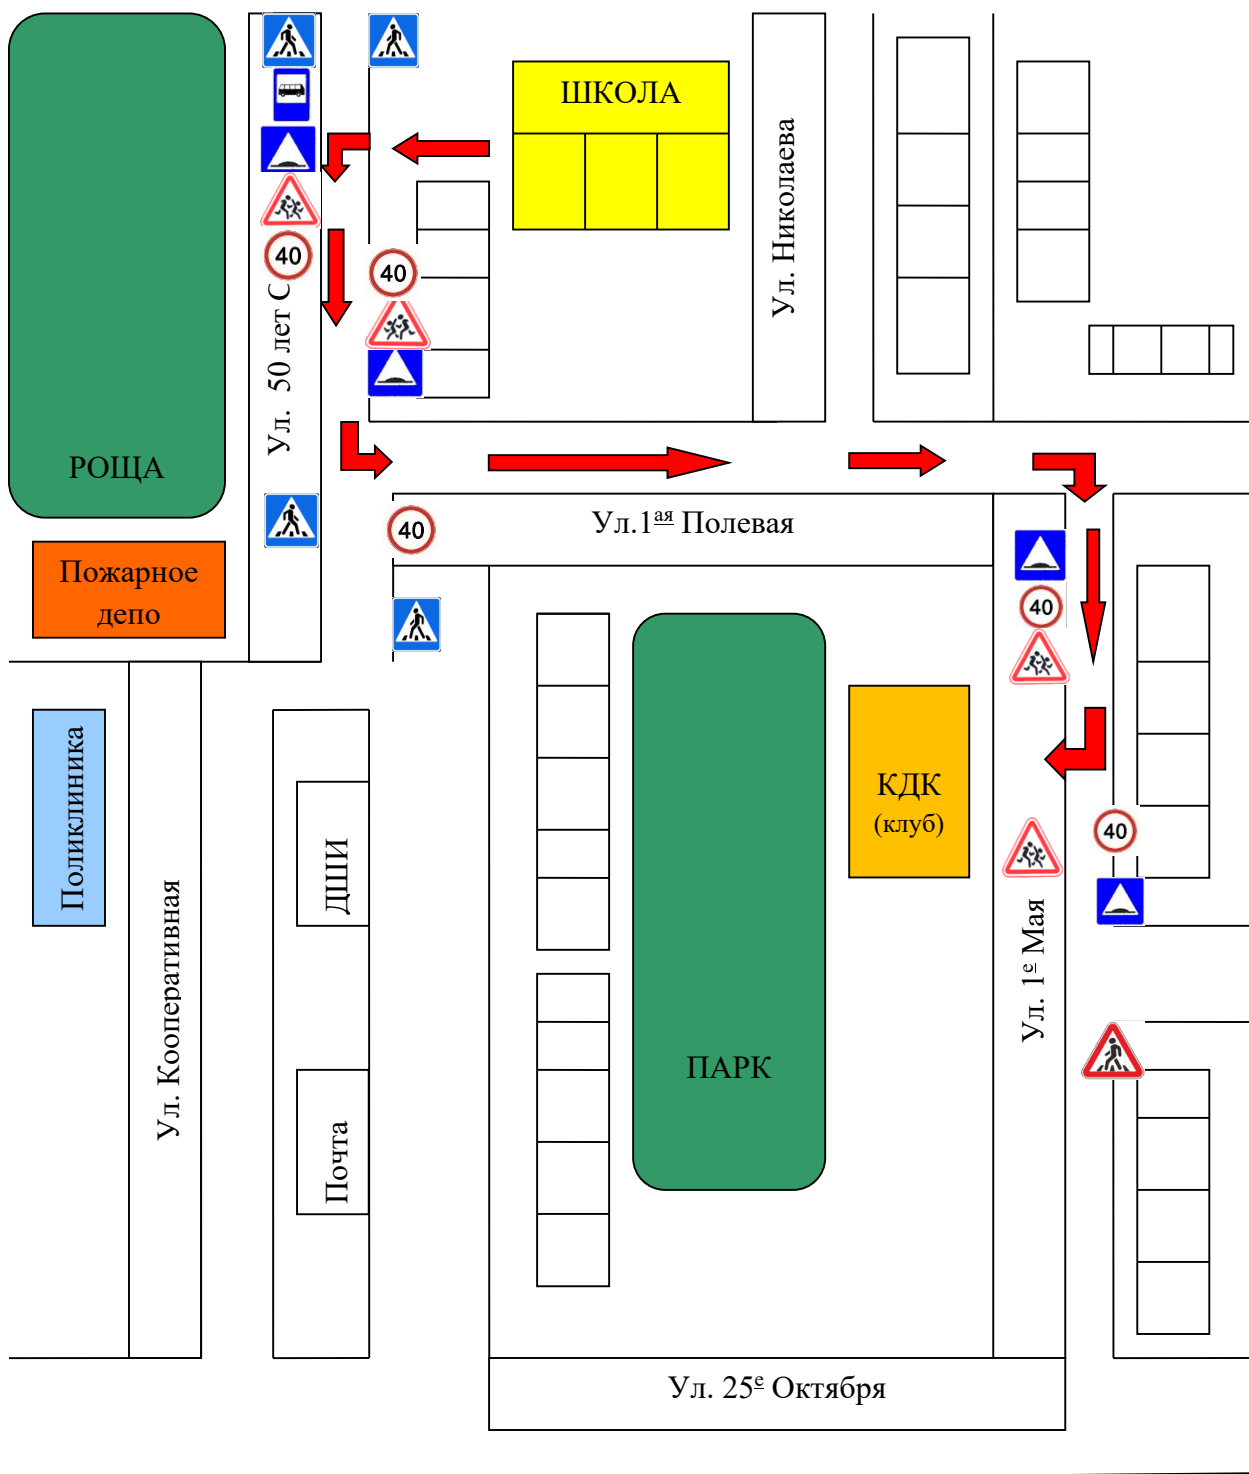 ШКОЛА
Ул. Николаева
40
40
Ул. 50 лет С
РОЩА
Ул.1ая Полевая
40
Пожарное
депо
40
Поликлиника
ДШИ
КДК
(клуб)
40
Ул. Кооперативная
Ул. 1е Мая
ПАРК
Почта
Ул. 25е Октября